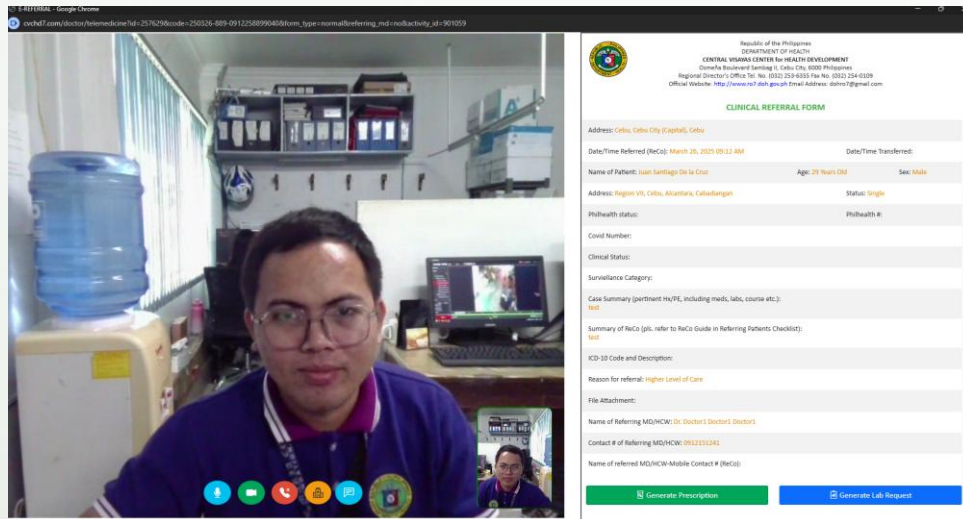 E-REFERRAL - Google Chrome
cvchd7.com/doctor/telemedicine?id=257629&code=250326-889-0912258899040&form_type=normal&referring_md=no&activity_id=901059
Republic of the Philippines
DEPARTMENT OF HEALTH
CENTRAL VISAYAS CENTER for HEALTH DEVELOPMENT
Osmeña Boulevard Sambag II, Cebu City, 6000 Philippines
Regional Director's Office Tel. No. (032) 253-6355 Fax No. (032) 254-0109
Official Website: http://www.ro7.doh.gov.ph Email Address: dohro7@gmail.com
CLINICAL REFERRAL FORM
Address: Cebu, Cebu City (Capital), Cebu
Date/Time Referred (ReCo): March 26, 2025 09:12 AM Date/Time Transferred:
Name of Patient: Juan Santiago De la Cruz Age: 29 Years Old Sex: Male
Address: Region VII, Cebu, Alcantara, Cabadiangan Status: Single
Philhealth status: Philhealth #:
Covid Number:
Clinical Status:
Surviellance Category:
Case Summary (pertinent Hx/PE, including meds, labs, course etc.):
test
Summary of ReCo (pls. refer to ReCo Guide in Referring Patients Checklist):
test
ICD-10 Code and Description:
Reason for referral: Higher Level of Care
File Attachment:
Name of Referring MD/HCW: Dr. Doctor1 Doctor1 Doctor1
Contact # of Referring MD/HCW: 0912151241
Name of referred MD/HCW-Mobile Contact # (ReCo):
Generate Prescription Generate Lab Request